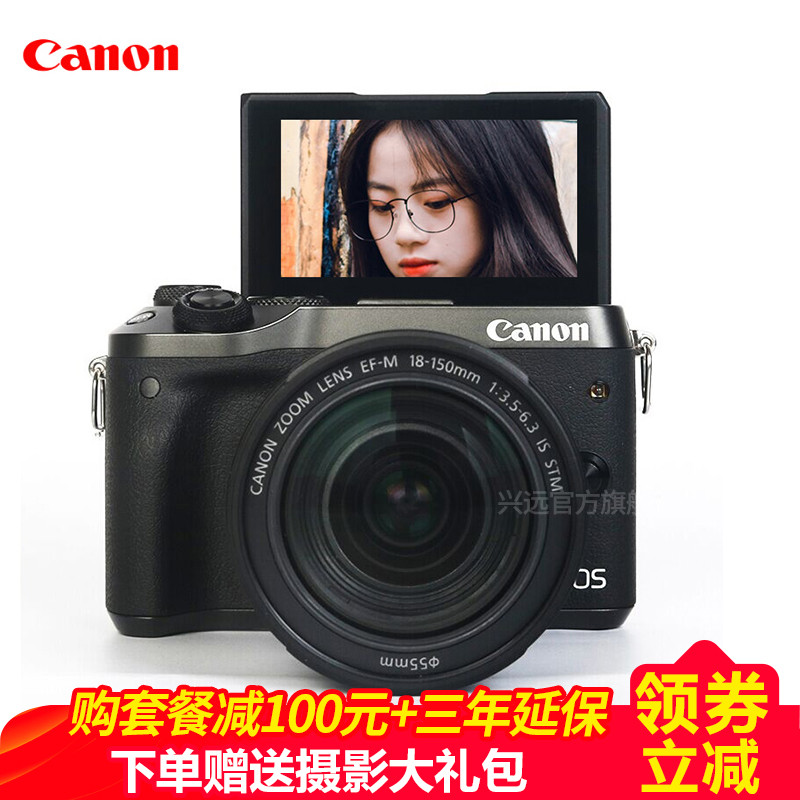 Canon
Canon
CANON ZOOM LENS EF-M 18-150mm 1:3.5-6.3 IS STM
兴远官方旗舰
OS
Φ55mm
购套餐减100元+三年延保
下单赠送摄影大礼包
领券
立减